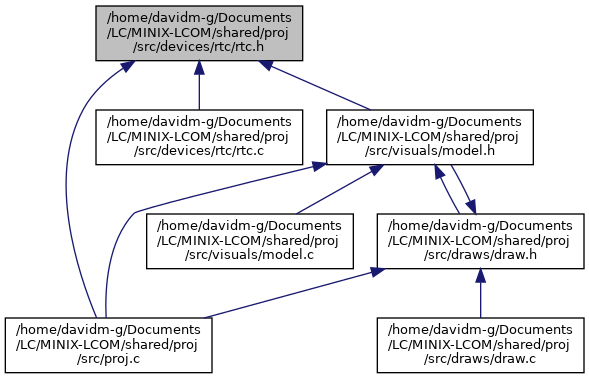 /home/davidm-g/Documents
/LC/MINIX-LCOM/shared/proj
/src/devices/rtc/rtc.h
/home/davidm-g/Documents
/LC/MINIX-LCOM/shared/proj
/src/devices/rtc/rtc.c
/home/davidm-g/Documents
/LC/MINIX-LCOM/shared/proj
/src/visuals/model.h
/home/davidm-g/Documents
/LC/MINIX-LCOM/shared/proj
/src/visuals/model.c
/home/davidm-g/Documents
/LC/MINIX-LCOM/shared/proj
/src/draws/draw.h
/home/davidm-g/Documents
/LC/MINIX-LCOM/shared/proj
/src/proj.c
/home/davidm-g/Documents
/LC/MINIX-LCOM/shared/proj
/src/draws/draw.c